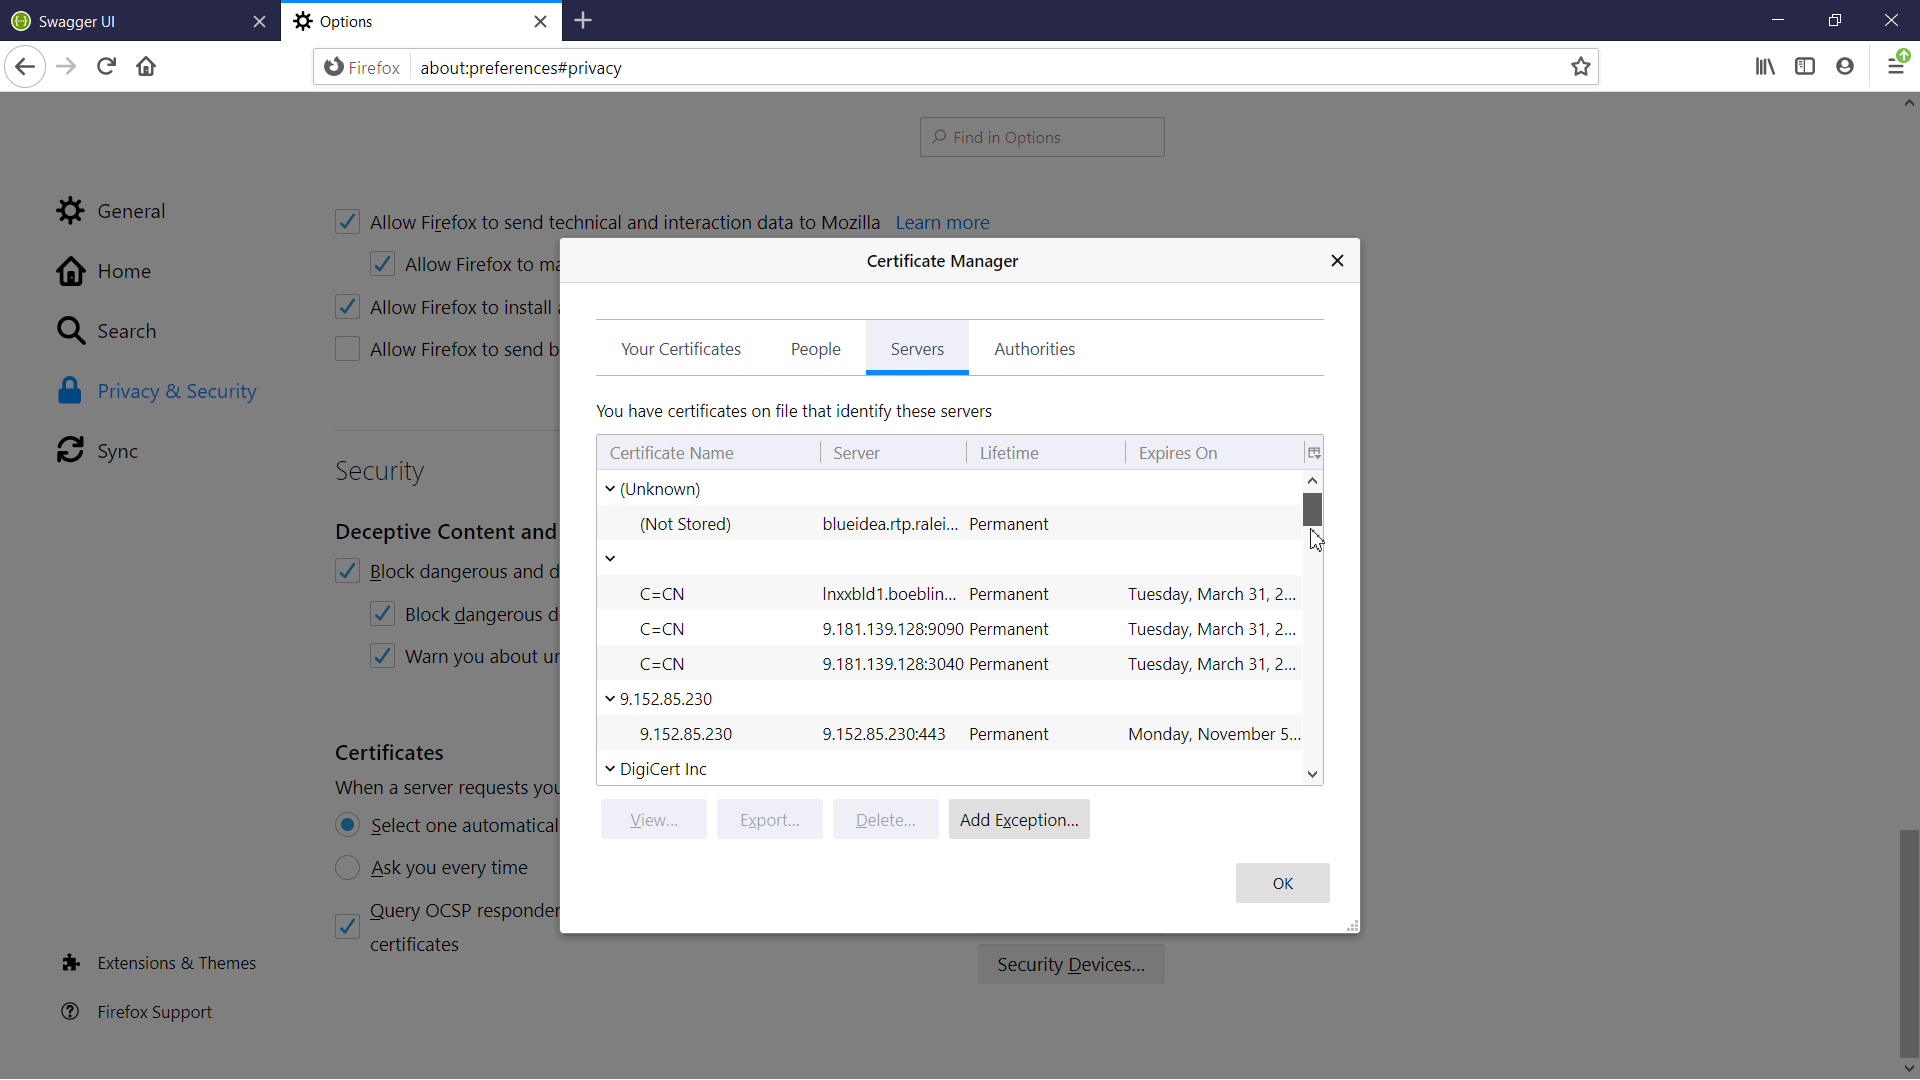 Swagger UI
Options
Firefox
about:preferences#privacy
Find in Options
General
Home
Search
Privacy & Security
Sync
Extensions & Themes
Firefox Support
Allow Firefox to send technical and interaction data to Mozilla Learn more
Allow Firefox to ma
Allow Firefox to install
Allow Firefox to send b
Security
Deceptive Content and
Block dangerous and d
Block dangerous d
Warn you about un
Certificates
When a server requests you
Select one automatical
Ask you every time
Query OCSP responder
certificates
Security Devices...
Certificate Manager
Your Certificates People Servers Authorities
You have certificates on file that identify these servers
Certificate Name Server Lifetime Expires On
(Unknown)
(Not Stored) blueidea.rtp.ralei... Permanent
C=CN lnxxbld1.boeblin... Permanent Tuesday, March 31, 2...
C=CN 9.181.139.128:9090 Permanent Tuesday, March 31, 2...
C=CN 9.181.139.128:3040 Permanent Tuesday, March 31, 2...
9.152.85.230
9.152.85.230 9.152.85.230:443 Permanent Monday, November 5...
DigiCert Inc
View... Export... Delete... Add Exception...
OK